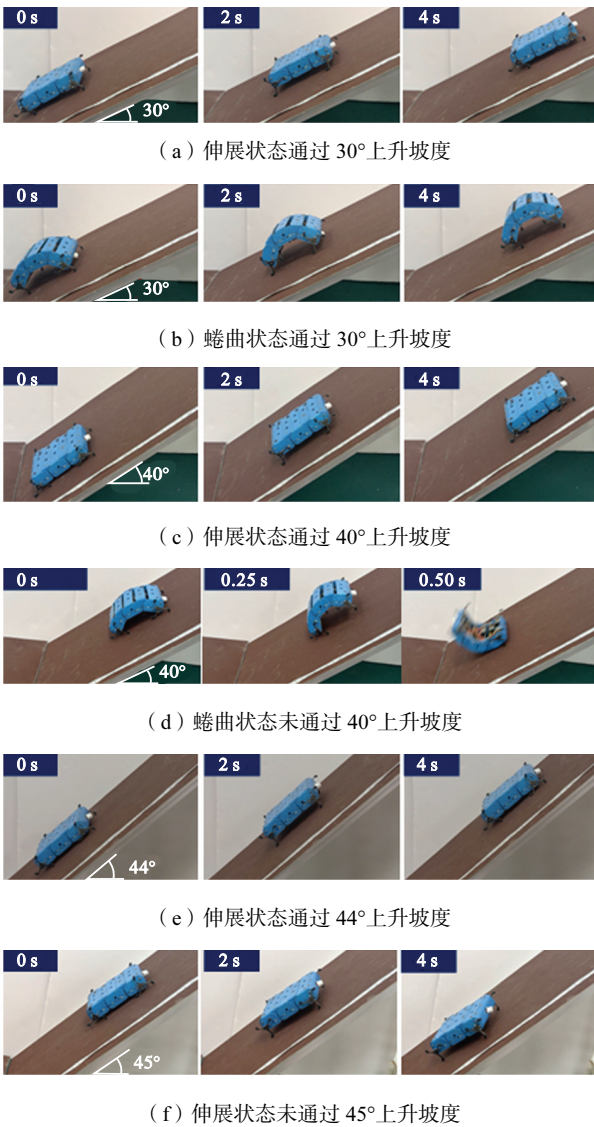 0 s 2 s 4 s
30°
（a）伸展状态通过 30°上升坡度
0 s 2 s 4 s
30°
（b）蜷曲状态通过 30°上升坡度
0 s 2 s 4 s
40°
（c）伸展状态通过 40°上升坡度
0 s 0.25 s 0.50 s
40°
（d）蜷曲状态未通过 40°上升坡度
0 s 2 s 4 s
44°
（e）伸展状态通过 44°上升坡度
0 s 2 s 4 s
45°
（f）伸展状态未通过 45°上升坡度